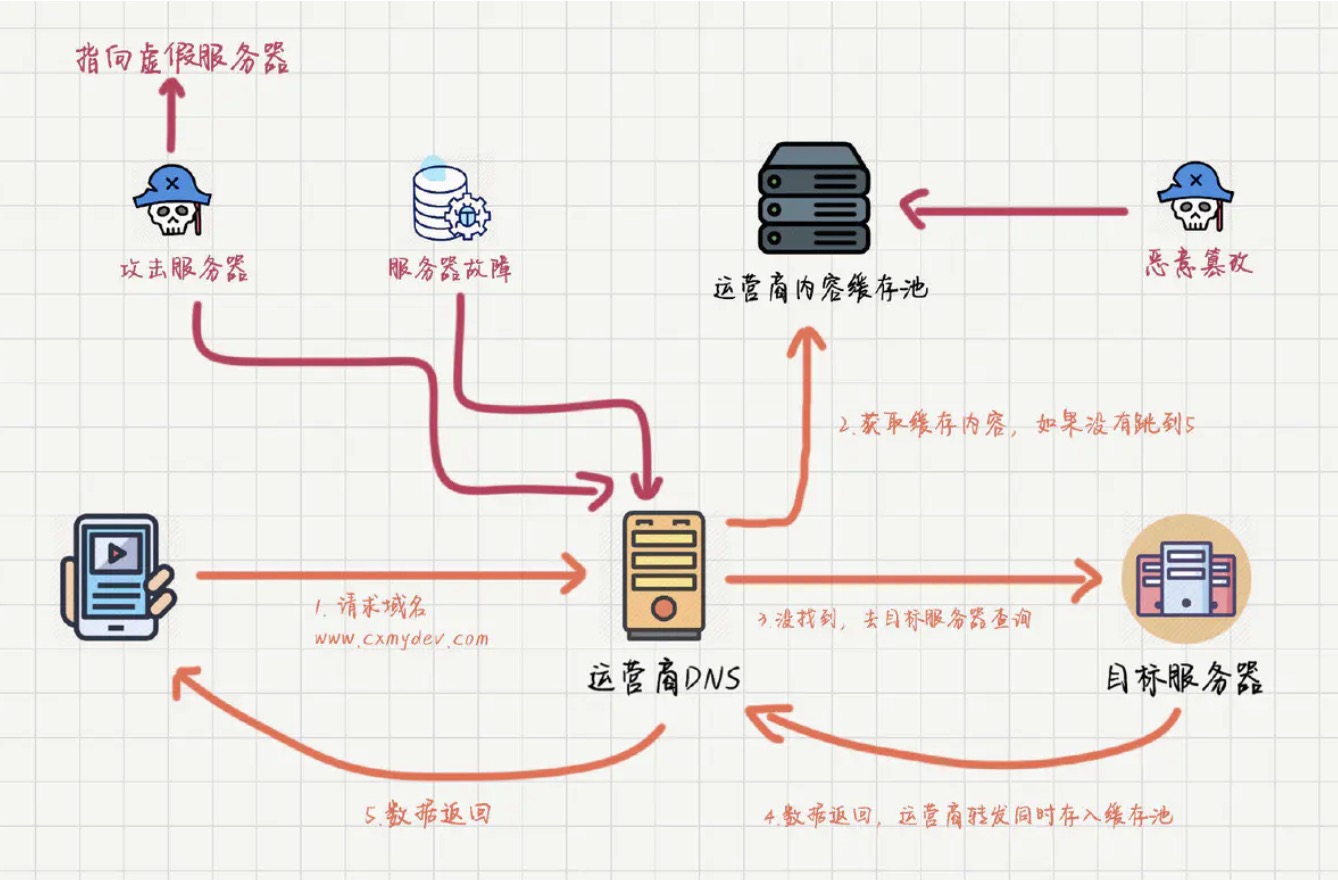 指向虚假服务器
攻击服务器
服务器故障
运营商内容缓存池
恶意篡改
2.获取缓存内容，如果没有跳到5
1. 请求域名
www.cxmydev.com
3.没找到，去目标服务器查询
运营商DNS
目标服务器
5.数据返回
4.数据返回，运营商转发同时存入缓存池